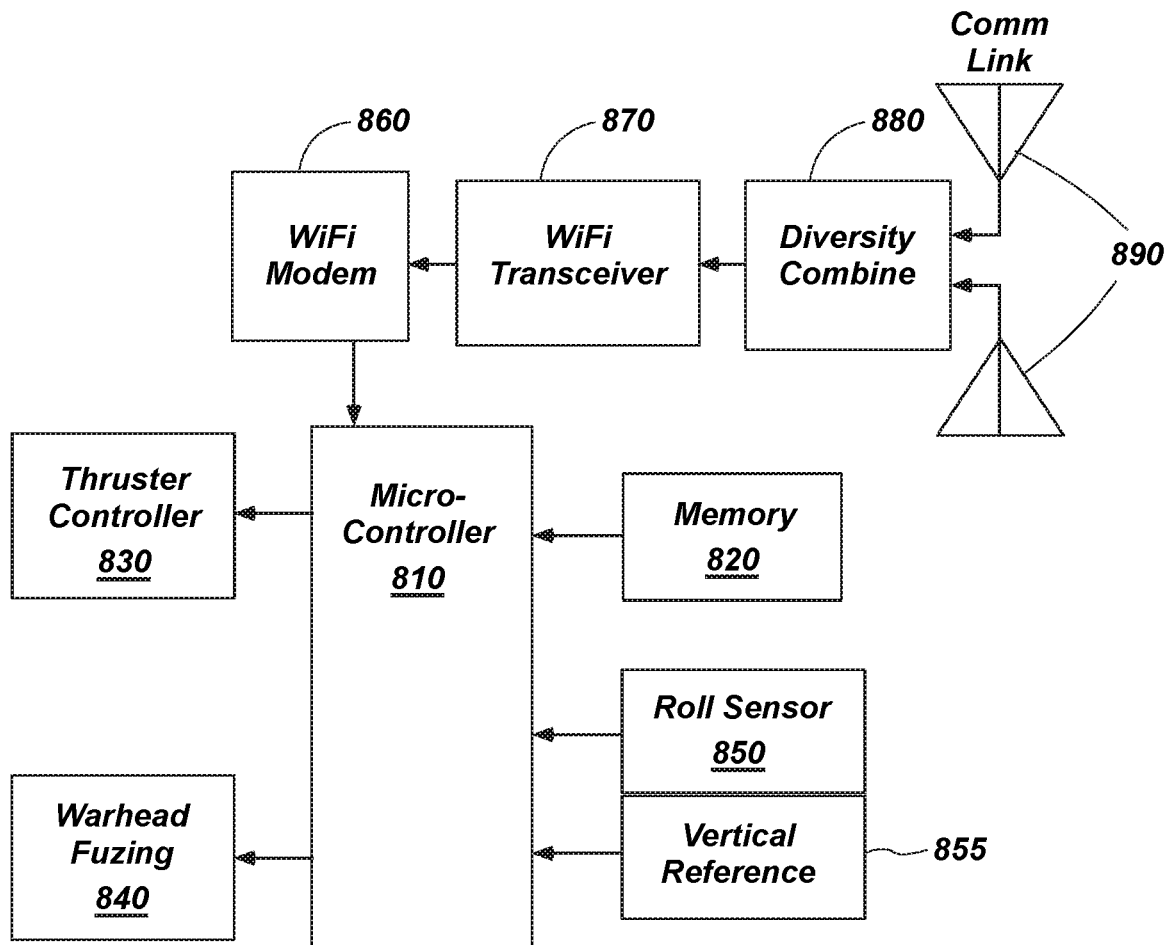 Comm
Link
860
870
880
WiFi
Modem
WiFi
Transceiver
Diversity
Combine
890
Thruster
Controller
830
Micro-
Controller
810
Memory
820
Roll Sensor
850
Warhead
Fuzing
840
Vertical
Reference
855